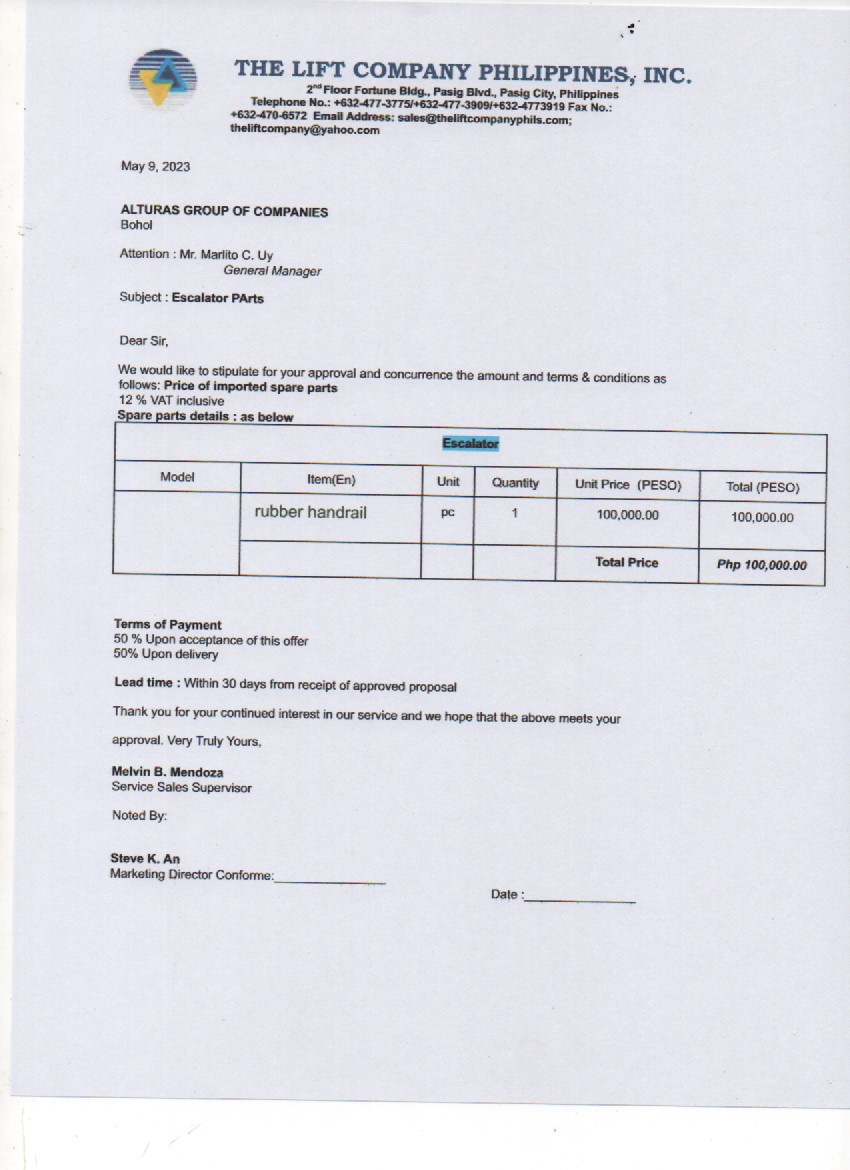 THE LIFT COMPANY PHILIPPINES, INC.
2nd Floor Fortune Bldg., Pasig Blvd., Pasig City, Philippines
Telephone No.: +632-477-3775/+632-477-3909/+632-4773919 Fax No.:
+632-470-6572 Email Address: sales@theliftcompanyphils.com;
theliftcompany@yahoo.com
May 9, 2023
ALTURAS GROUP OF COMPANIES
Bohol
Attention : Mr. Marlito C. Uy
General Manager
Subject : Escalator PArts
Dear Sir,
We would like to stipulate for your approval and concurrence the amount and terms & conditions as
follows: Price of imported spare parts
12 % VAT inclusive
Spare parts details : as below
Escalator
Model Item(En) Unit Quantity Unit Price (PESO) Total (PESO)
rubber handrail pc 1 100,000.00 100,000.00
Total Price Php 100,000.00
Terms of Payment
50 % Upon acceptance of this offer
50% Upon delivery
Lead time : Within 30 days from receipt of approved proposal
Thank you for your continued interest in our service and we hope that the above meets your
approval. Very Truly Yours,
Melvin B. Mendoza
Service Sales Supervisor
Noted By:
Steve K. An
Marketing Director Conforme:
Date :